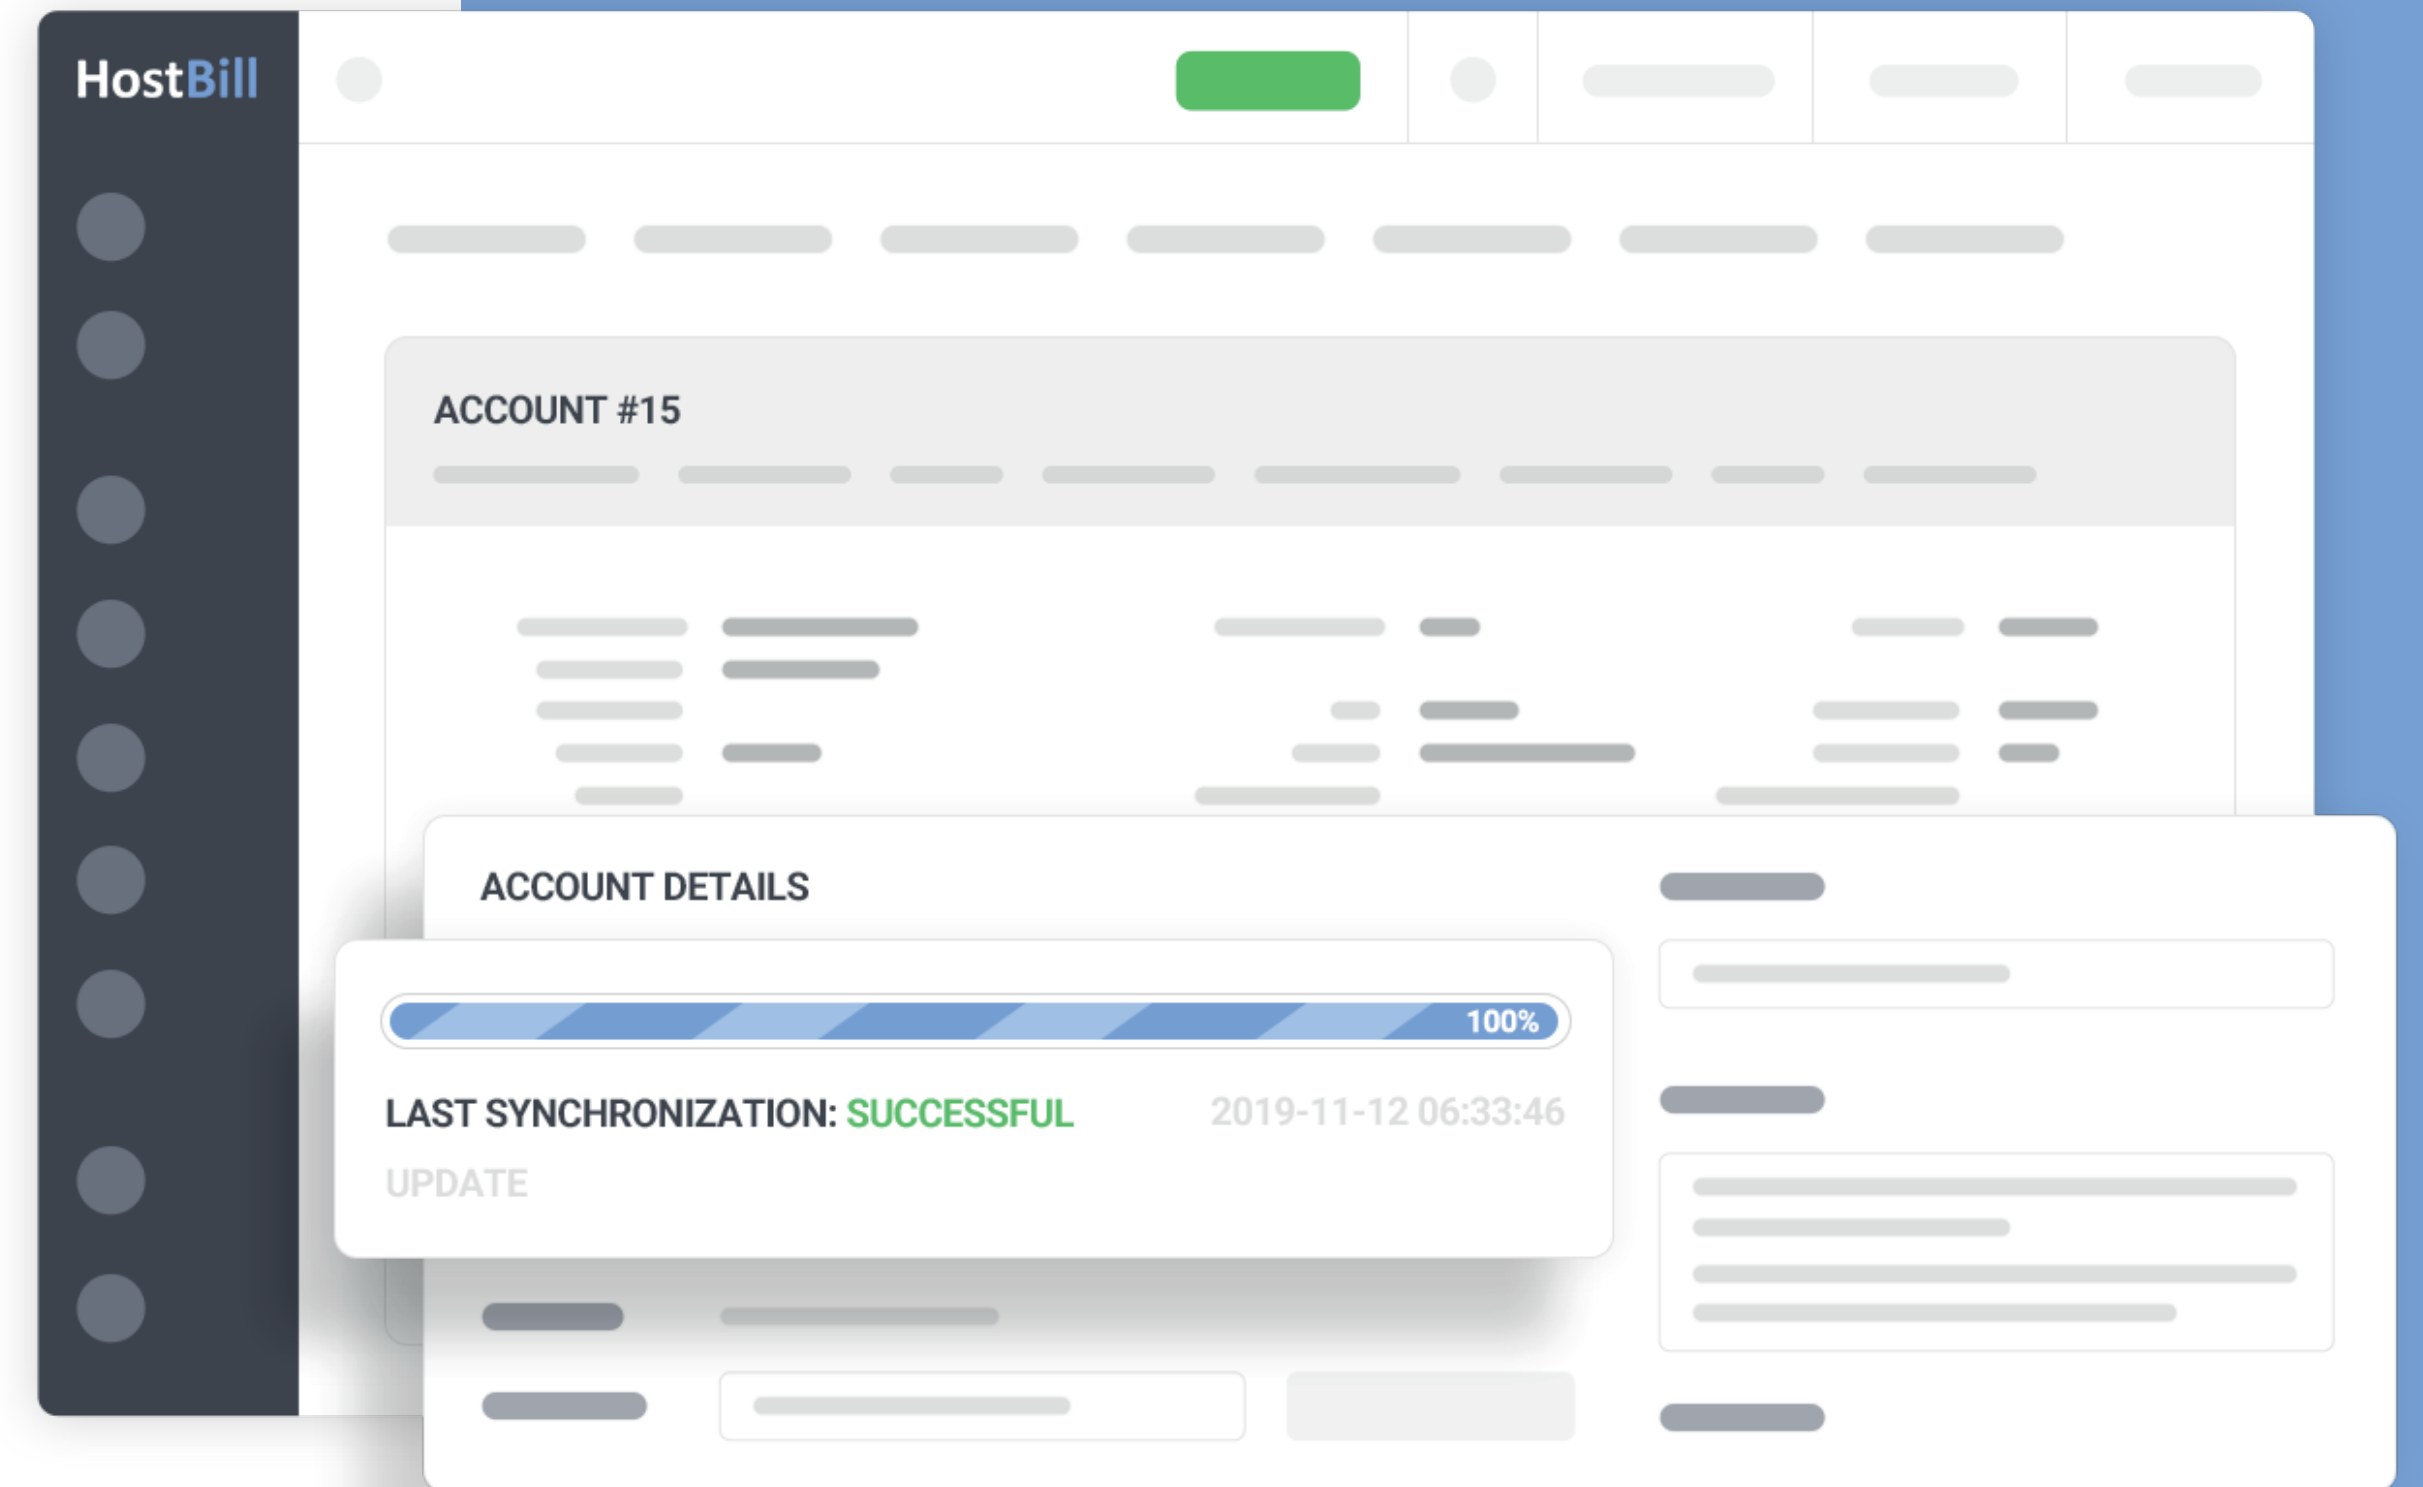 HostBill
ACCOUNT #15
ACCOUNT DETAILS
100%
LAST SYNCHRONIZATION: SUCCESSFUL 2019-11-12 06:33:46
UPDATE